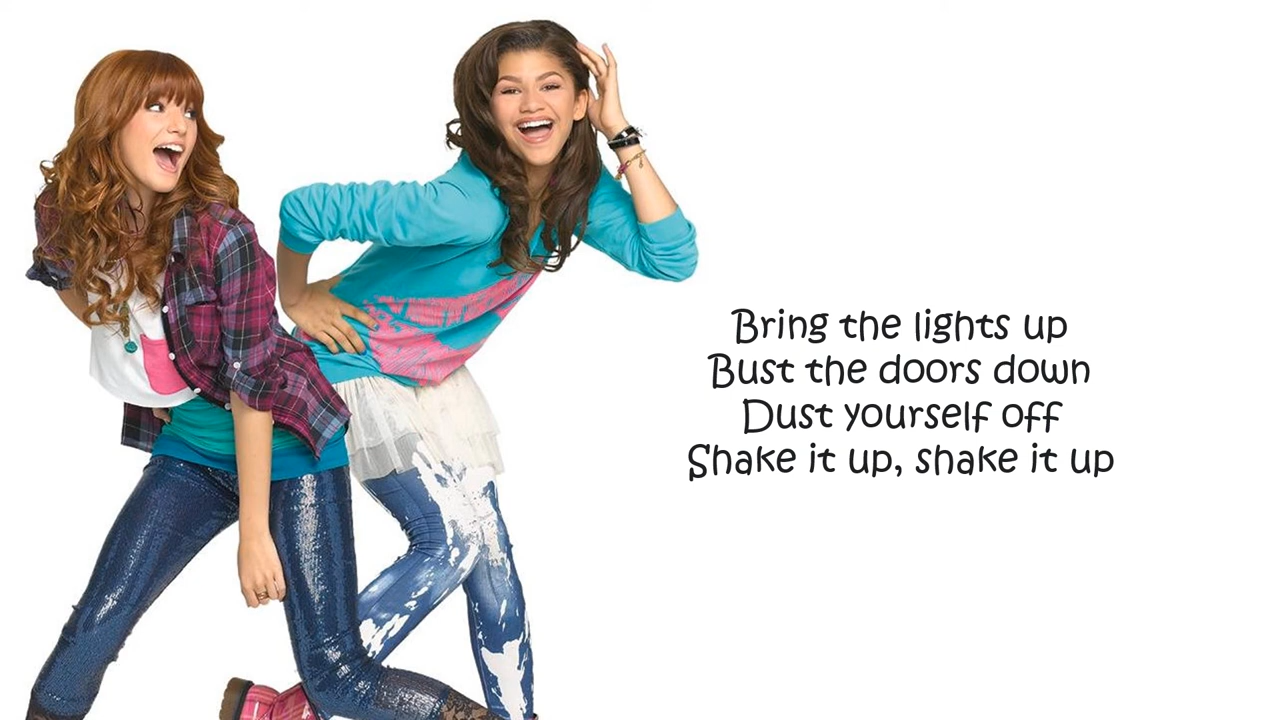 Bring the lights up
Bust the doors down
Dust yourself off
Shake it up, shake it up